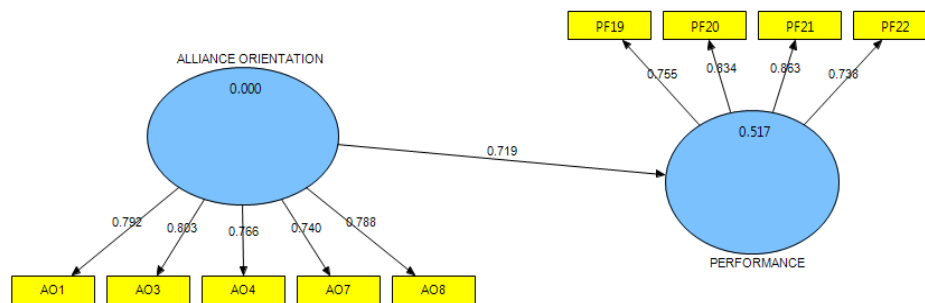 PF19 PF20 PF21 PF22
0.755 0.834 0.863 0.738
ALLIANCE ORIENTATION
0.000
0.517
0.719
PERFORMANCE
0.792 0.803 0.766 0.740 0.788
AO1 AO3 AO4 AO7 AO8